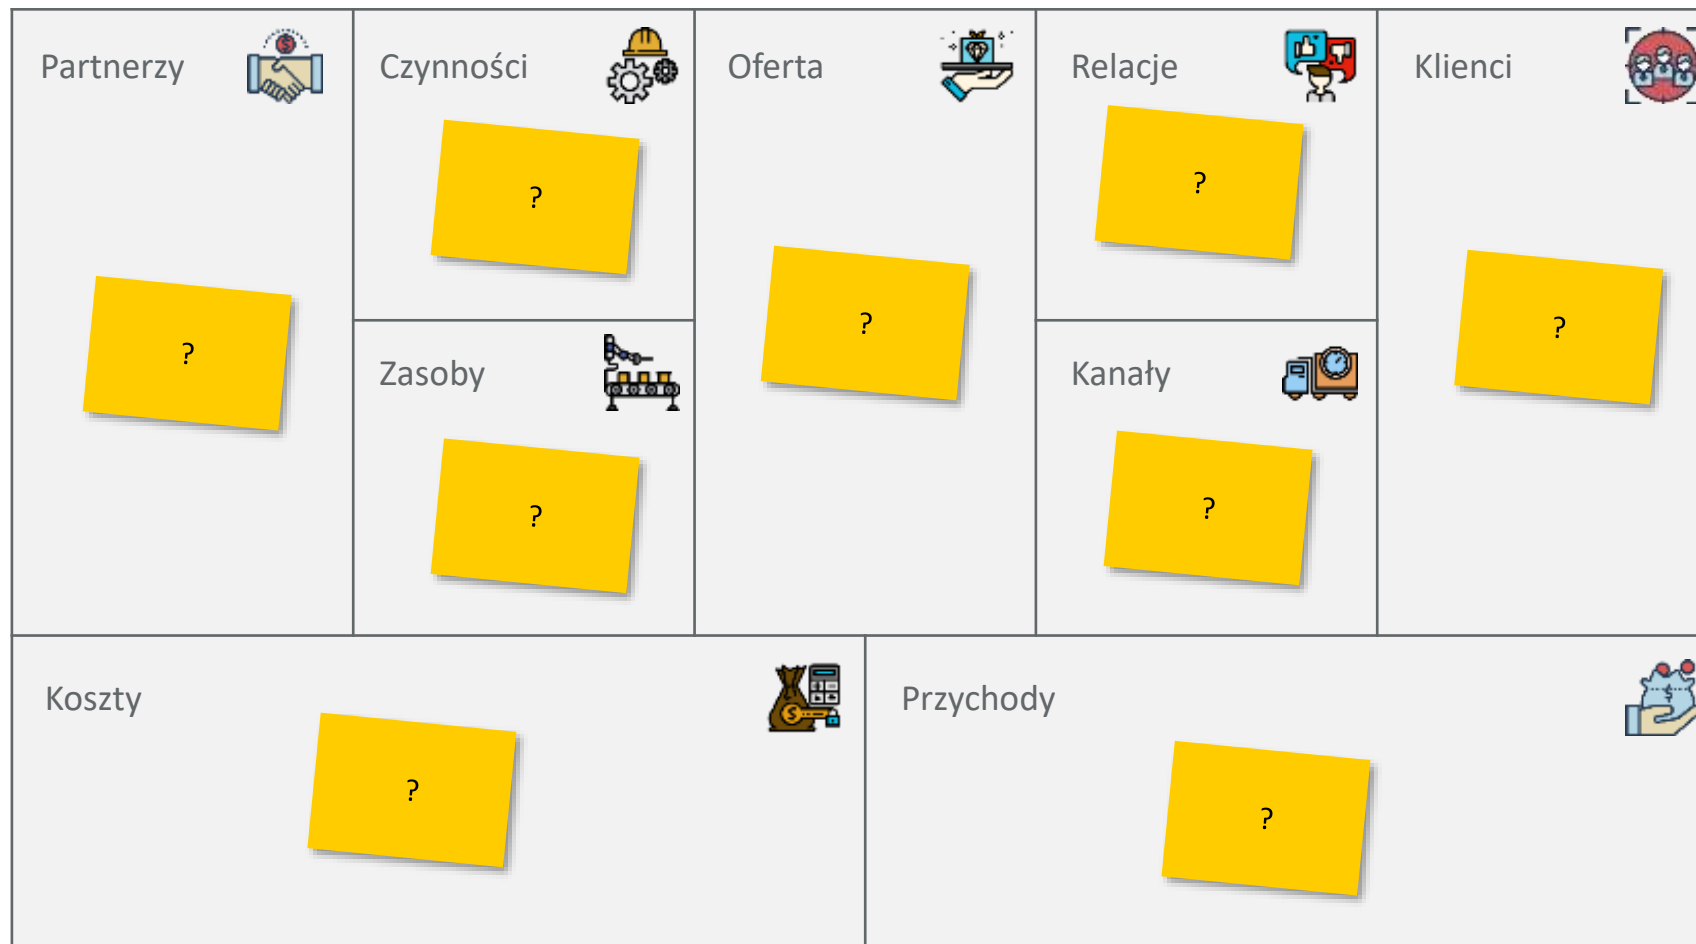 Partnerzy
?
Czynności
?
Zasoby
?
Oferta
?
Relacje
?
Kanały
?
Klienci
?
Koszty
?
Przychody
?